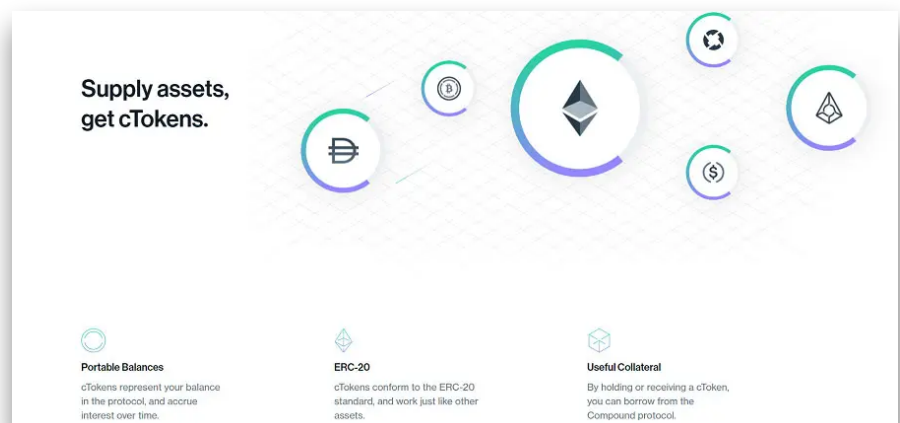 Supply assets,
get cTokens.
Portable Balances
cTokens represent your balance
in the protocol, and accrue
interest over time.
ERC-20
cTokens conform to the ERC-20
standard, and work just like other
assets.
Useful Collateral
By holding or receiving a cToken,
you can borrow from the
Compound protocol.